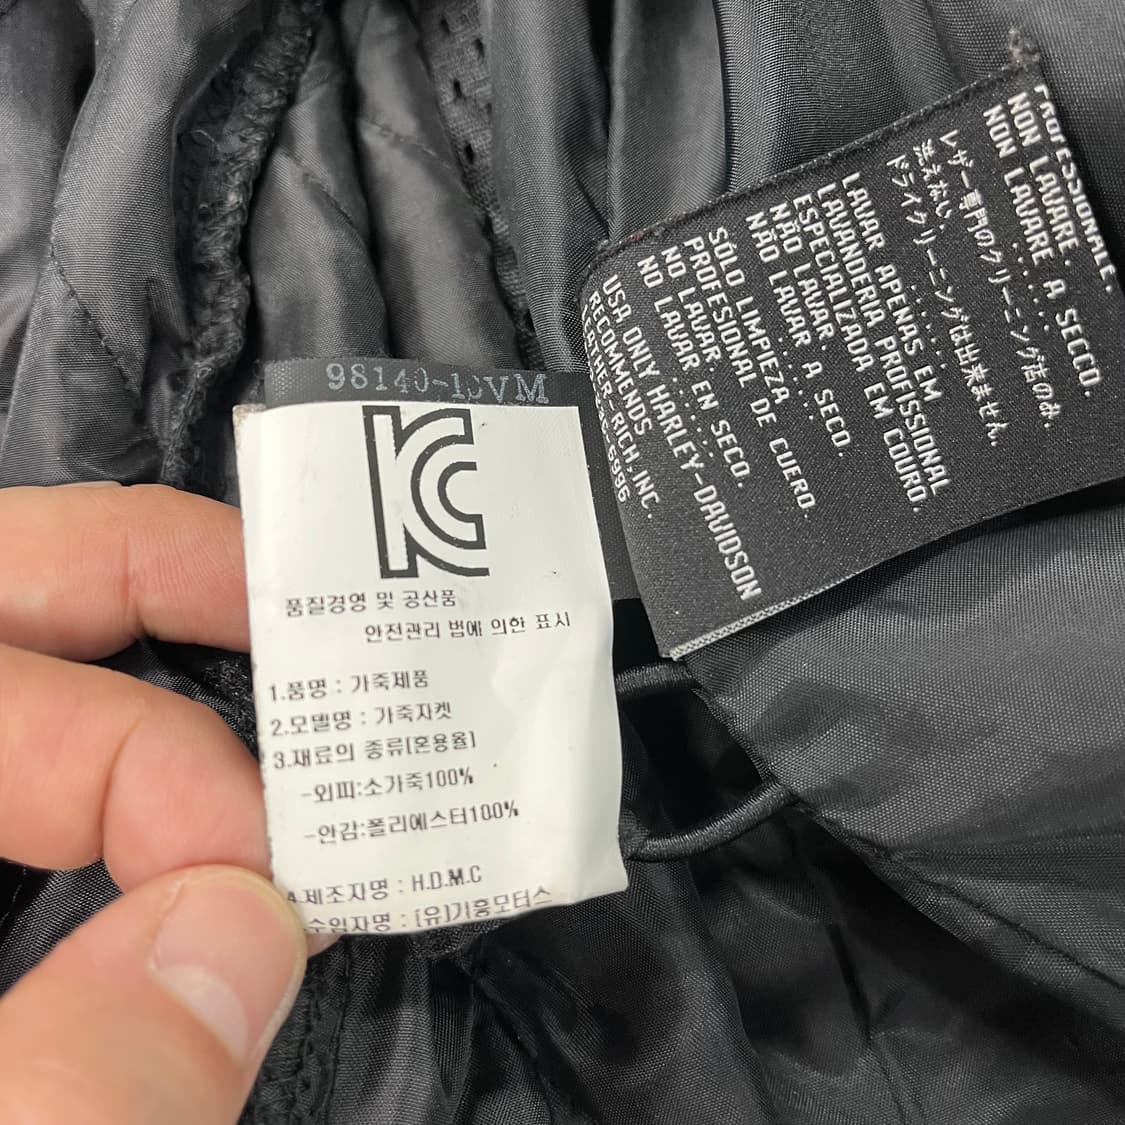 98140-10VM
KC
품질경영 및 공산품
안전관리 법에 의한 표시
1.품명 : 가죽제품
2.모델명 : 가죽자켓
3.재료의 종류[혼용율]
-외피:소가죽100%
-안감:폴리에스터100%
4.제조자명 : H.D.M.C
수입자명 : [유]기흥모터스
PROFESSIONALE.
NON LAVARE.
NON LAVARE A SECCO.
レザー専門のクリーニング店のみ.
洗えない.
ドライクリーニングは出来ません.
LAVAR APENAS EM
LAVANDERIA PROFISSIONAL
ESPECIALIZADA EM COURO.
NÃO LAVAR.
NÃO LAVAR A SECO.
SÓLO LIMPIEZA
PROFESIONAL DE CUERO.
NO LAVAR.
NO LAVAR EN SECO.
USA ONLY HARLEY-DAVIDSON
RECOMMENDS
LEATHER-RICH, INC.